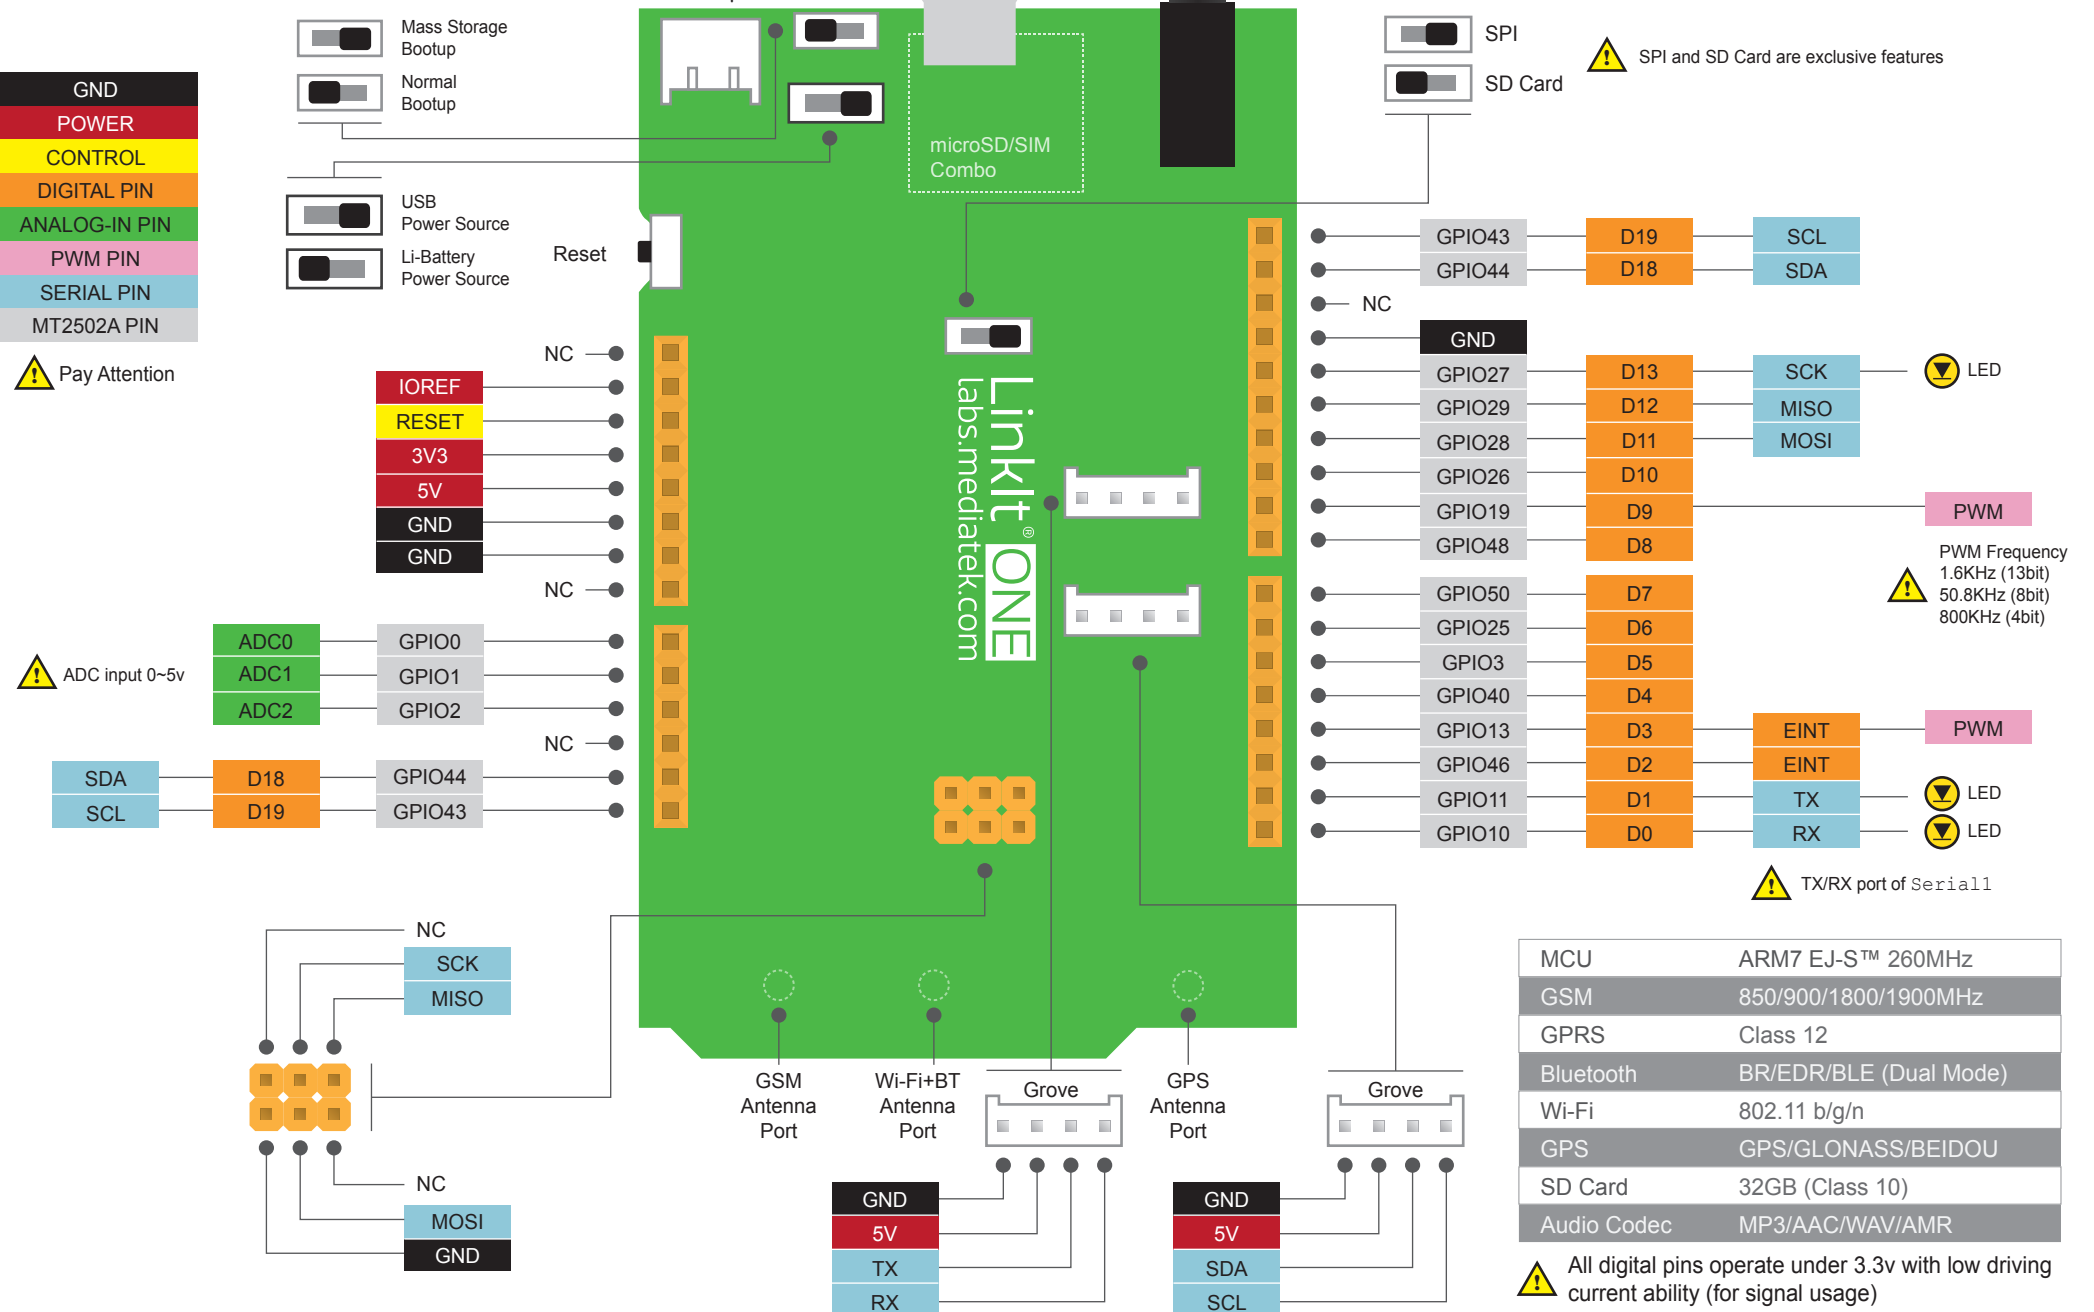 Mass Storage
Bootup
Normal
Bootup
USB
Power Source
Li-Battery
Power Source
GND
POWER
CONTROL
DIGITAL PIN
ANALOG-IN PIN
PWM PIN
SERIAL PIN
MT2502A PIN
Pay Attention
microSD/SIM
Combo
SPI
SD Card
SPI and SD Card are exclusive features
Reset
NC
IOREF
RESET
3V3
5V
GND
GND
NC
ADC input 0~5v
ADC0 GPIO0
ADC1 GPIO1
ADC2 GPIO2
NC
SDA D18 GPIO44
SCL D19 GPIO43
LinkIt® ONE
labs.mediatek.com
GPIO43 D19 SCL
GPIO44 D18 SDA
NC
GND
GPIO27 D13 SCK LED
GPIO29 D12 MISO
GPIO28 D11 MOSI
GPIO26 D10
GPIO19 D9 PWM
GPIO48 D8
PWM Frequency
1.6KHz (13bit)
50.8KHz (8bit)
800KHz (4bit)
GPIO50 D7
GPIO25 D6
GPIO3 D5
GPIO40 D4
GPIO13 D3 EINT PWM
GPIO46 D2 EINT
GPIO11 D1 TX LED
GPIO10 D0 RX LED
TX/RX port of Serial1
NC
SCK
MISO
NC
MOSI
GND
GSM
Antenna
Port
Wi-Fi+BT
Antenna
Port
Grove
GND
5V
TX
RX
GPS
Antenna
Port
Grove
GND
5V
SDA
SCL
MCU ARM7 EJ-S™ 260MHz
GSM 850/900/1800/1900MHz
GPRS Class 12
Bluetooth BR/EDR/BLE (Dual Mode)
Wi-Fi 802.11 b/g/n
GPS GPS/GLONASS/BEIDOU
SD Card 32GB (Class 10)
Audio Codec MP3/AAC/WAV/AMR
All digital pins operate under 3.3v with low driving
current ability (for signal usage)